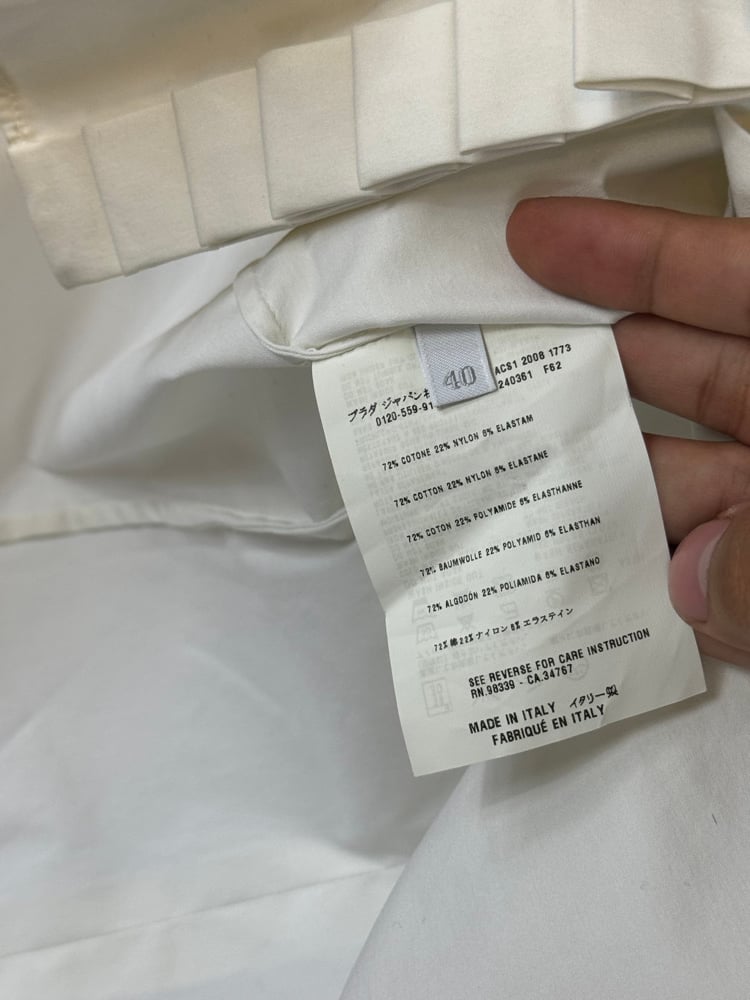 40
ACS1 2008 1773
プラダ ジャパン
240361 F62
0120-559-91
72% COTONE 22% NYLON 6% ELASTAM
72% COTTON 22% NYLON 6% ELASTANE
72% COTON 22% POLYAMIDE 6% ELASTHANNE
72% BAUMWOLLE 22% POLYAMID 6% ELASTHAN
72% ALGODÓN 22% POLIAMIDA 6% ELASTANO
72% 綿 22% ナイロン 6% エラステイン
SEE REVERSE FOR CARE INSTRUCTION
RN.98339 - CA.34767
MADE IN ITALY イタリー製
FABRIQUÉ EN ITALY